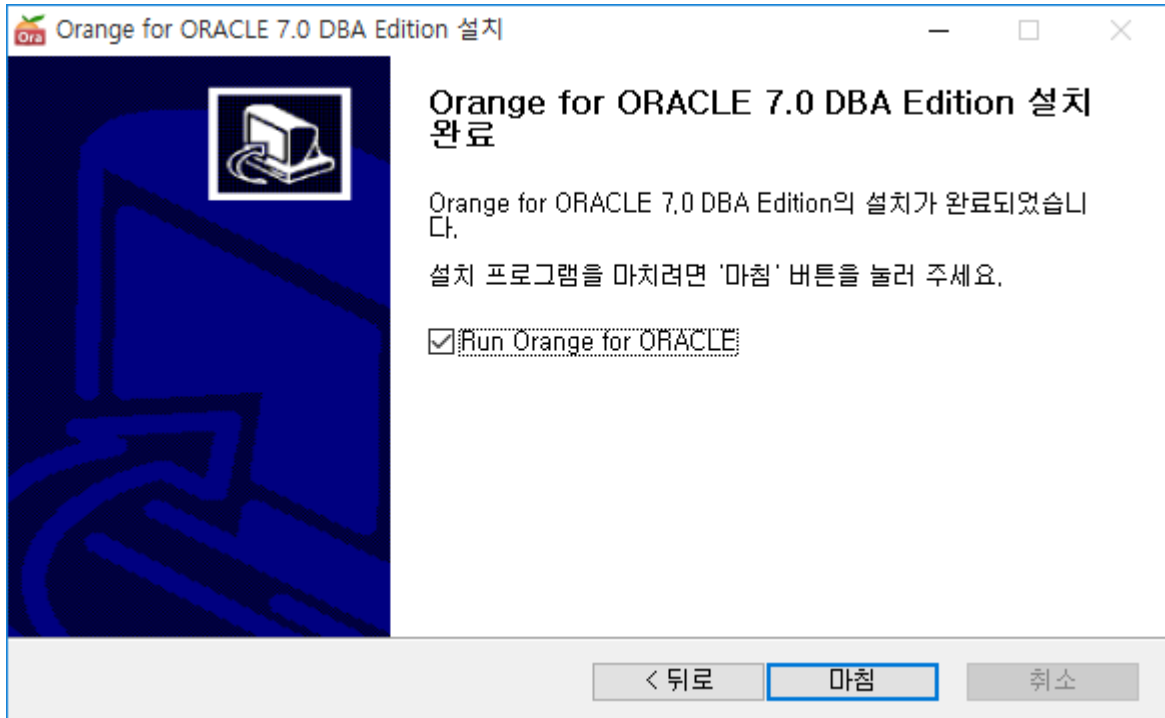 Ora
Orange for ORACLE 7.0 DBA Edition 설치
Orange for ORACLE 7.0 DBA Edition 설치
완료
Orange for ORACLE 7.0 DBA Edition의 설치가 완료되었습니
다.
설치 프로그램을 마치려면 '마침' 버튼을 눌러 주세요.
Run Orange for ORACLE
< 뒤로
마침
취소